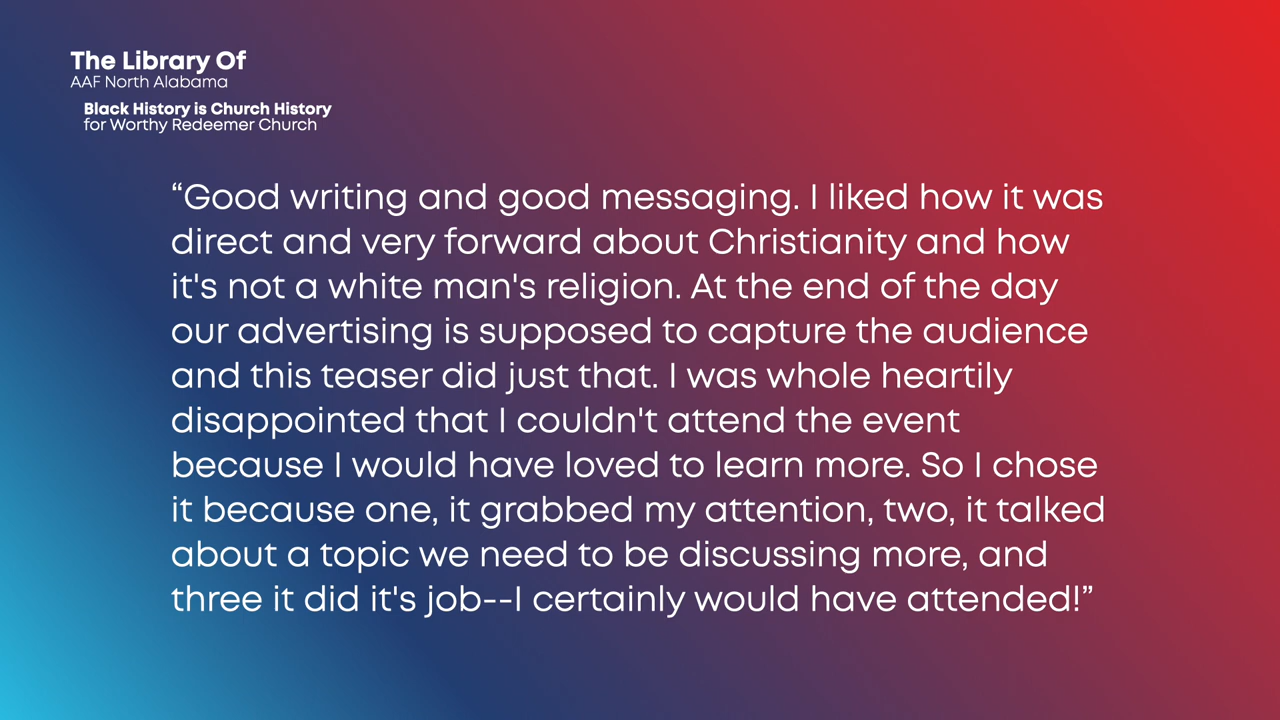 The Library Of
AAF North Alabama
Black History is Church History
for Worthy Redeemer Church
“Good writing and good messaging. I liked how it was
direct and very forward about Christianity and how
it's not a white man's religion. At the end of the day
our advertising is supposed to capture the audience
and this teaser did just that. I was whole heartily
disappointed that I couldn't attend the event
because I would have loved to learn more. So I chose
it because one, it grabbed my attention, two, it talked
about a topic we need to be discussing more, and
three it did it's job--I certainly would have attended!”